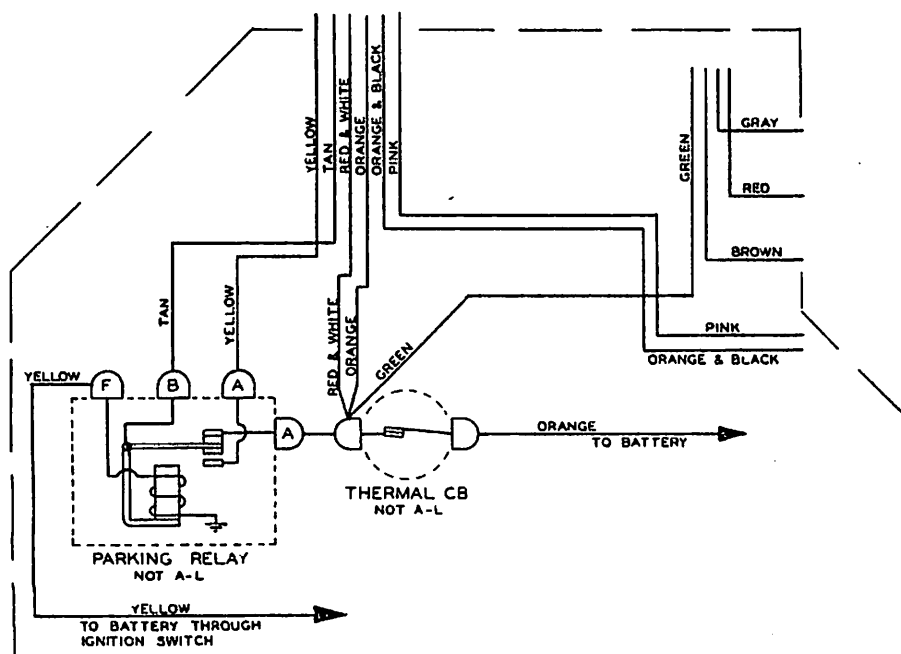 YELLOW
TAN
RED & WHITE
ORANGE
ORANGE & BLACK
PINK
GREEN
GRAY
RED
BROWN
PINK
ORANGE & BLACK
TAN
YELLOW
RED & WHITE
ORANGE
GREEN
YELLOW
F
B
A
A
ORANGE
TO BATTERY
THERMAL CB
NOT A-L
PARKING RELAY
NOT A-L
YELLOW
TO BATTERY THROUGH
IGNITION SWITCH